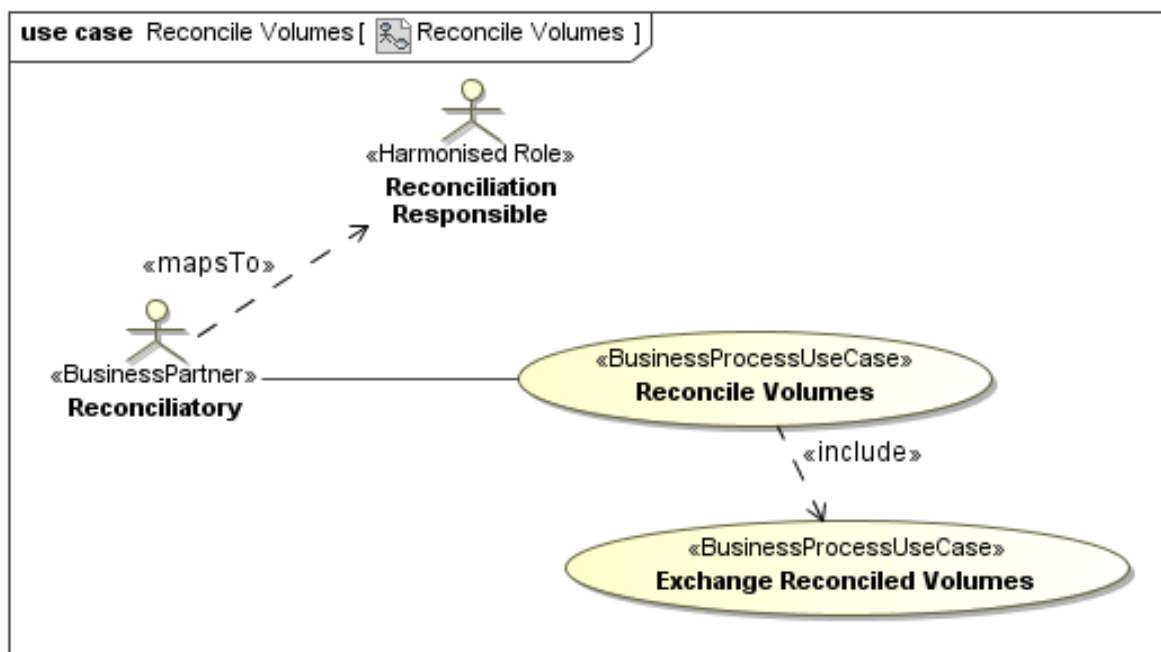 use case Reconcile Volumes [ Reconcile Volumes ]
«Harmonised Role»
Reconciliation
Responsible
«mapsTo»
«BusinessPartner»
Reconciliatory
«BusinessProcessUseCase»
Reconcile Volumes
«include»
«BusinessProcessUseCase»
Exchange Reconciled Volumes